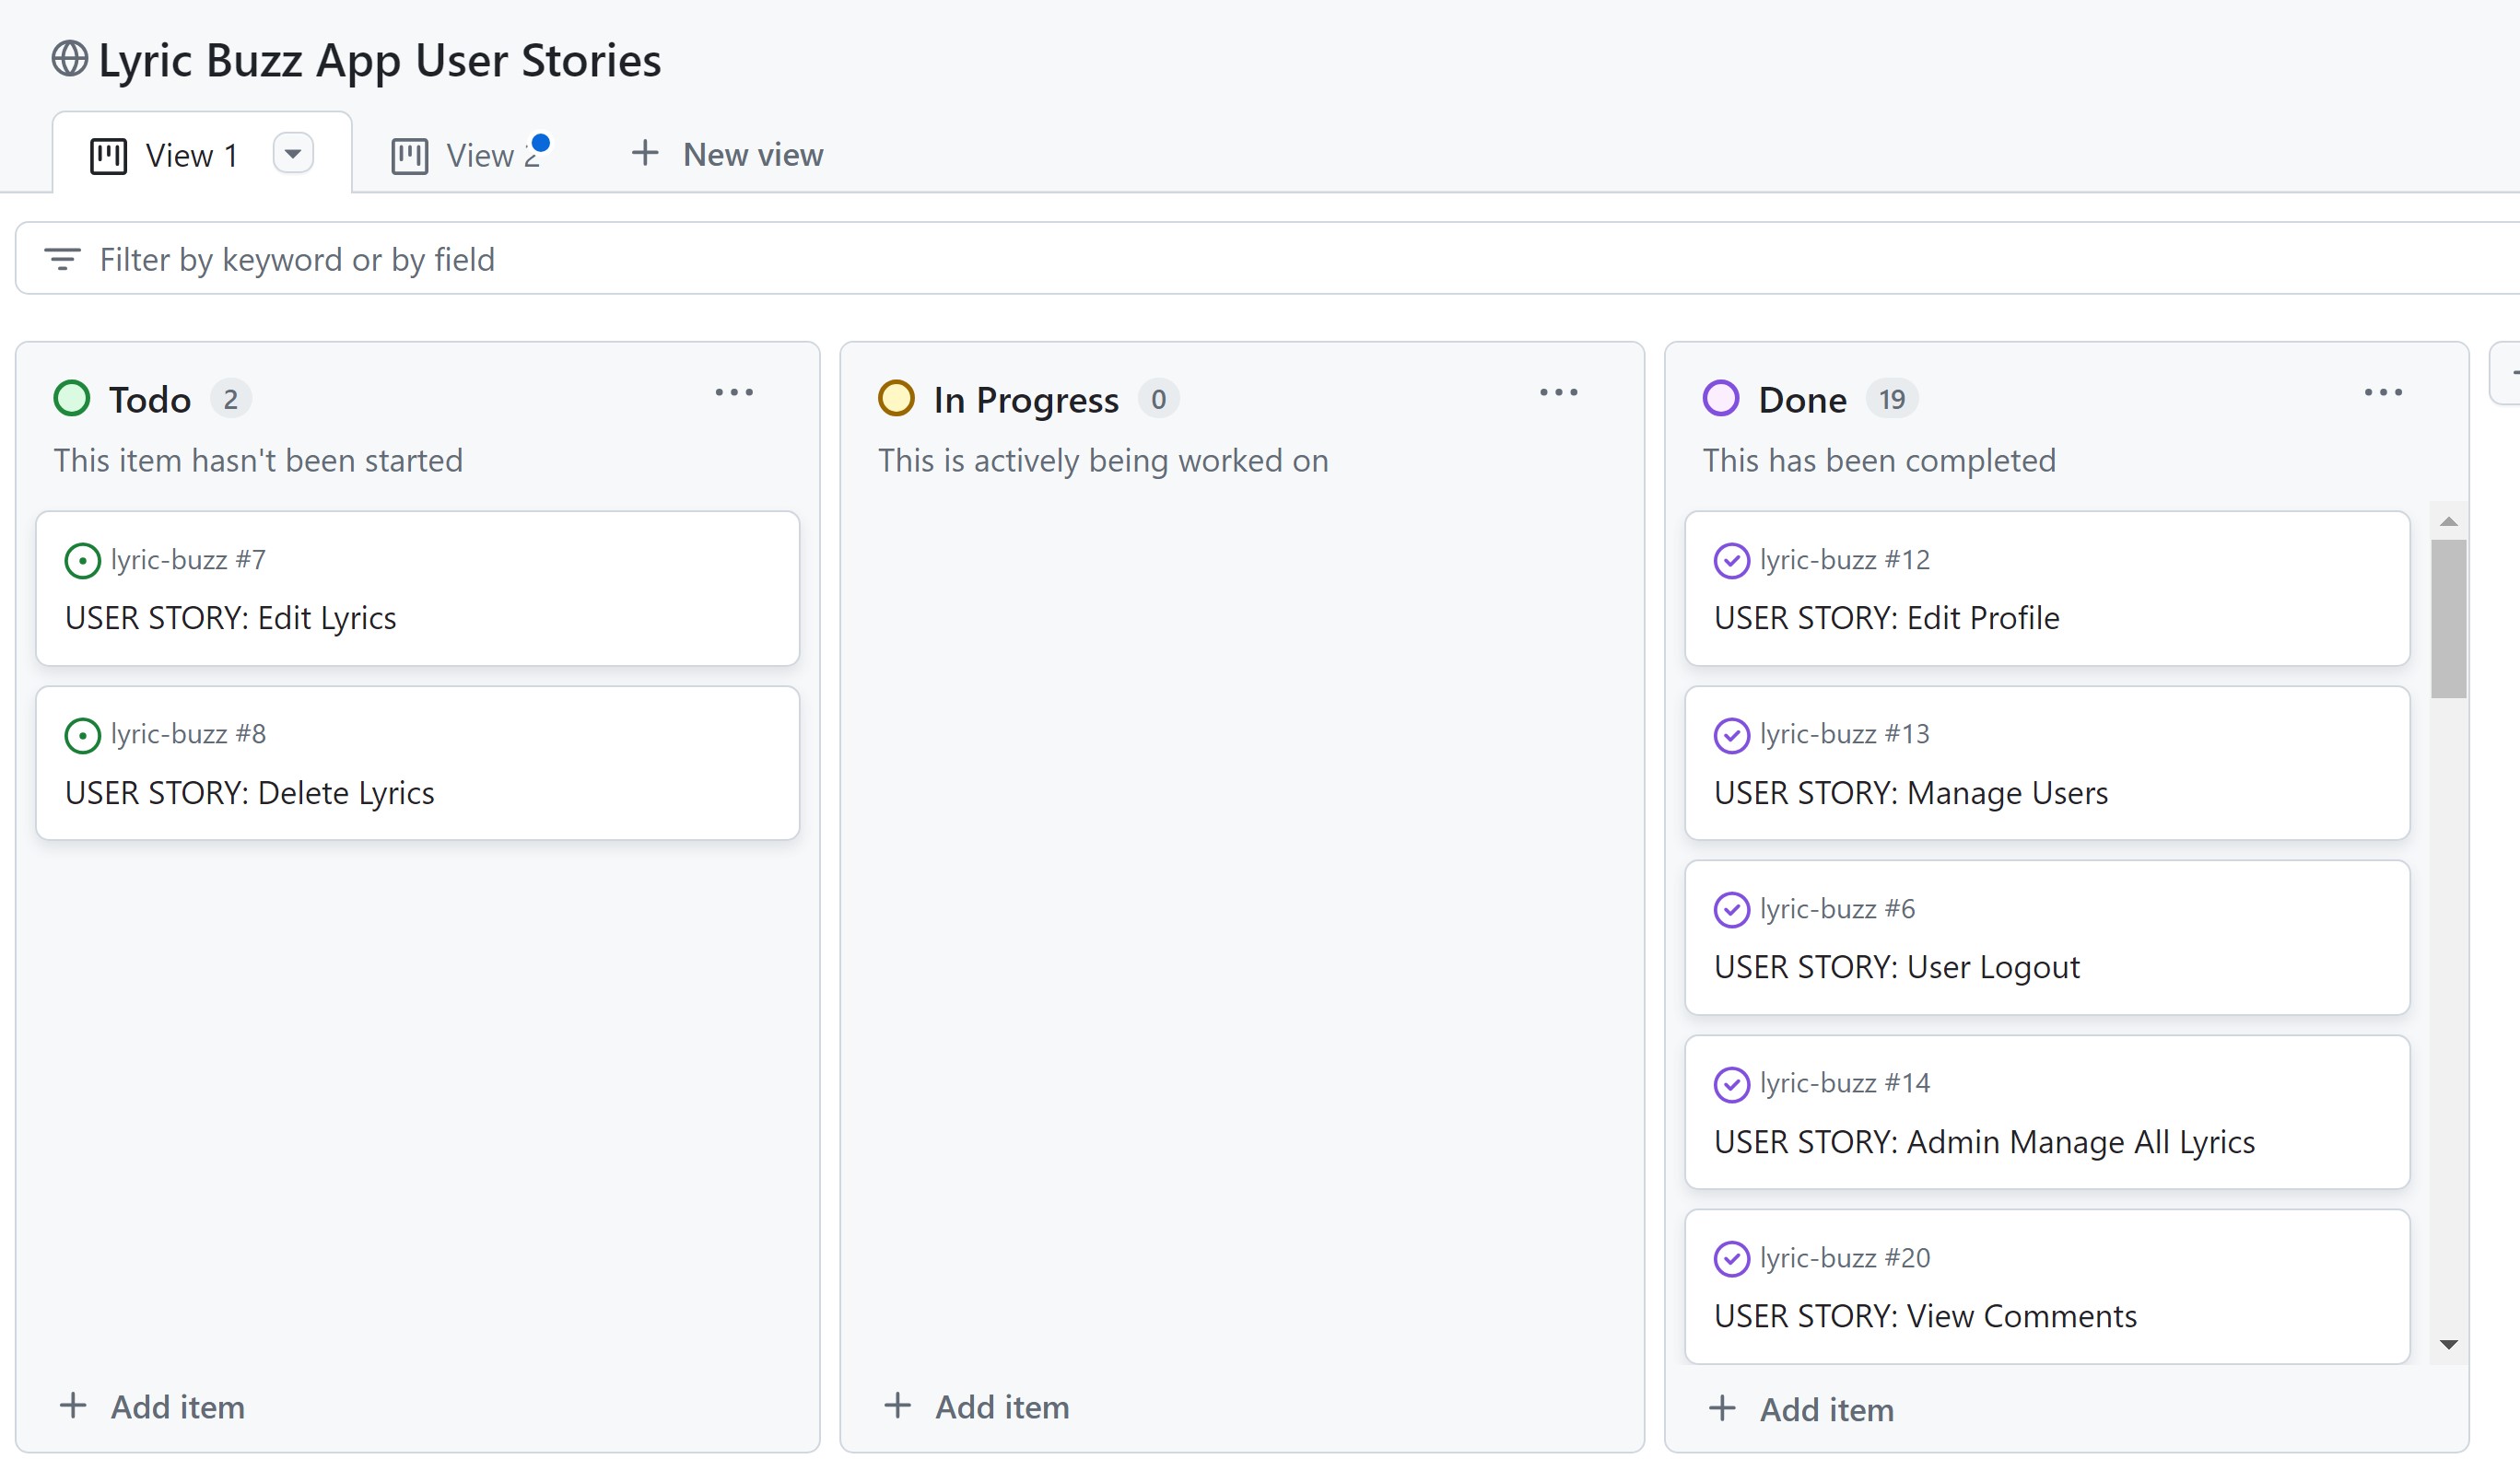 Lyric Buzz App User Stories
View 1
View 2
New view
Filter by keyword or by field
Todo 2
This item hasn't been started
lyric-buzz #7
USER STORY: Edit Lyrics
lyric-buzz #8
USER STORY: Delete Lyrics
Add item
In Progress 0
This is actively being worked on
Add item
Done 19
This has been completed
lyric-buzz #12
USER STORY: Edit Profile
lyric-buzz #13
USER STORY: Manage Users
lyric-buzz #6
USER STORY: User Logout
lyric-buzz #14
USER STORY: Admin Manage All Lyrics
lyric-buzz #20
USER STORY: View Comments
Add item